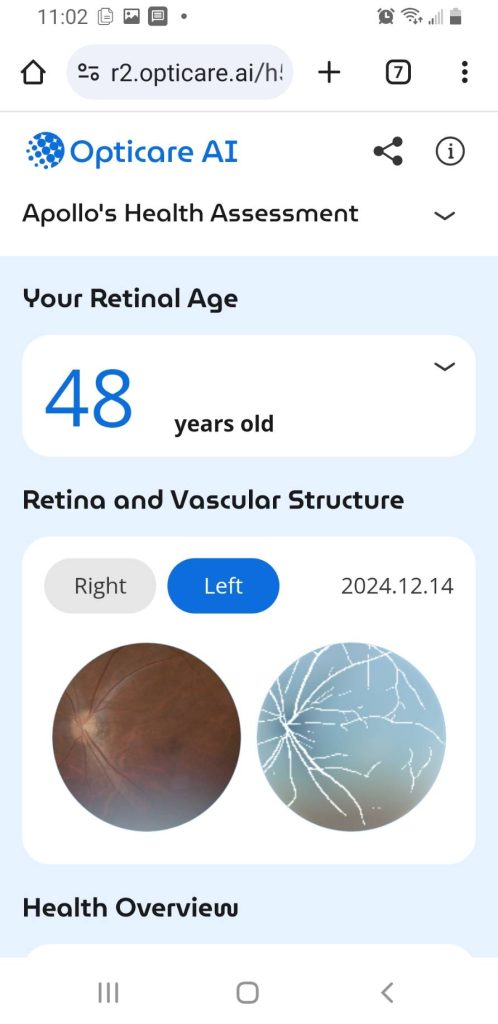 11:02
r2.opticare.ai/h
7
Opticare AI
Apollo's Health Assessment
Your Retinal Age
48 years old
Retina and Vascular Structure
Right Left 2024.12.14
Health Overview